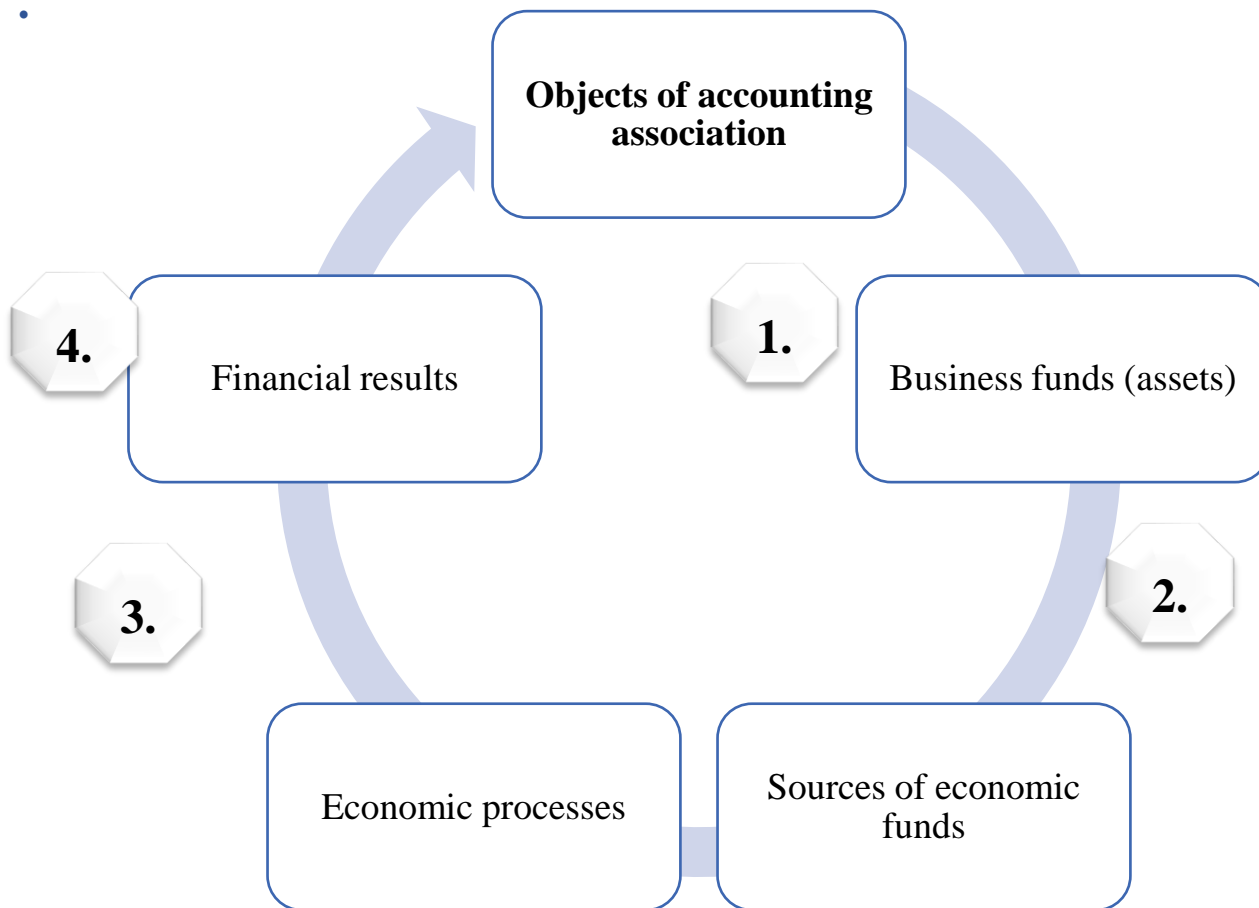 •
Objects of accounting
association
1.
Business funds (assets)
2.
Sources of economic
funds
3.
Economic processes
4.
Financial results